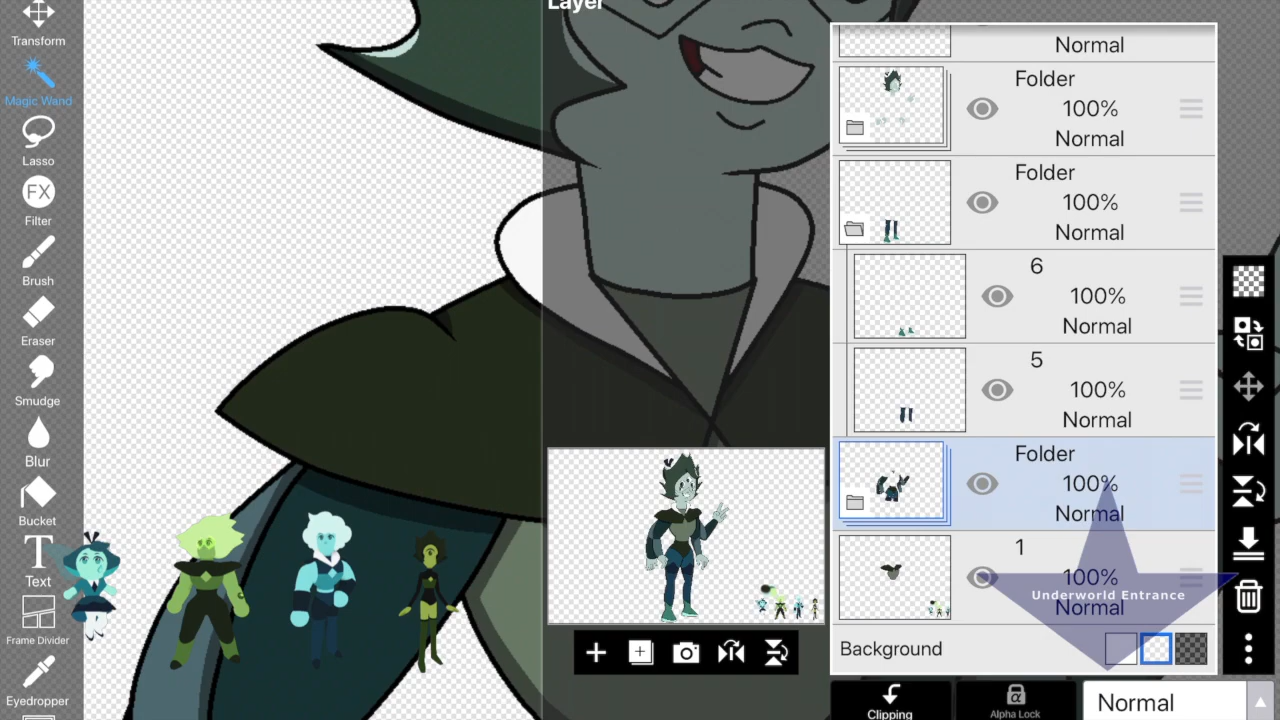 Layer
Transform
Magic Wand
Lasso
FX
Filter
Brush
Eraser
Smudge
Blur
Bucket
T
Text
Frame Divider
Eyedropper
Normal
Folder
100%
Normal
Folder
100%
Normal
6
100%
Normal
5
100%
Normal
Folder
100%
Normal
1
100%
Underworld Entrance
Normal
Background
Clipping
α
Alpha Lock
Normal